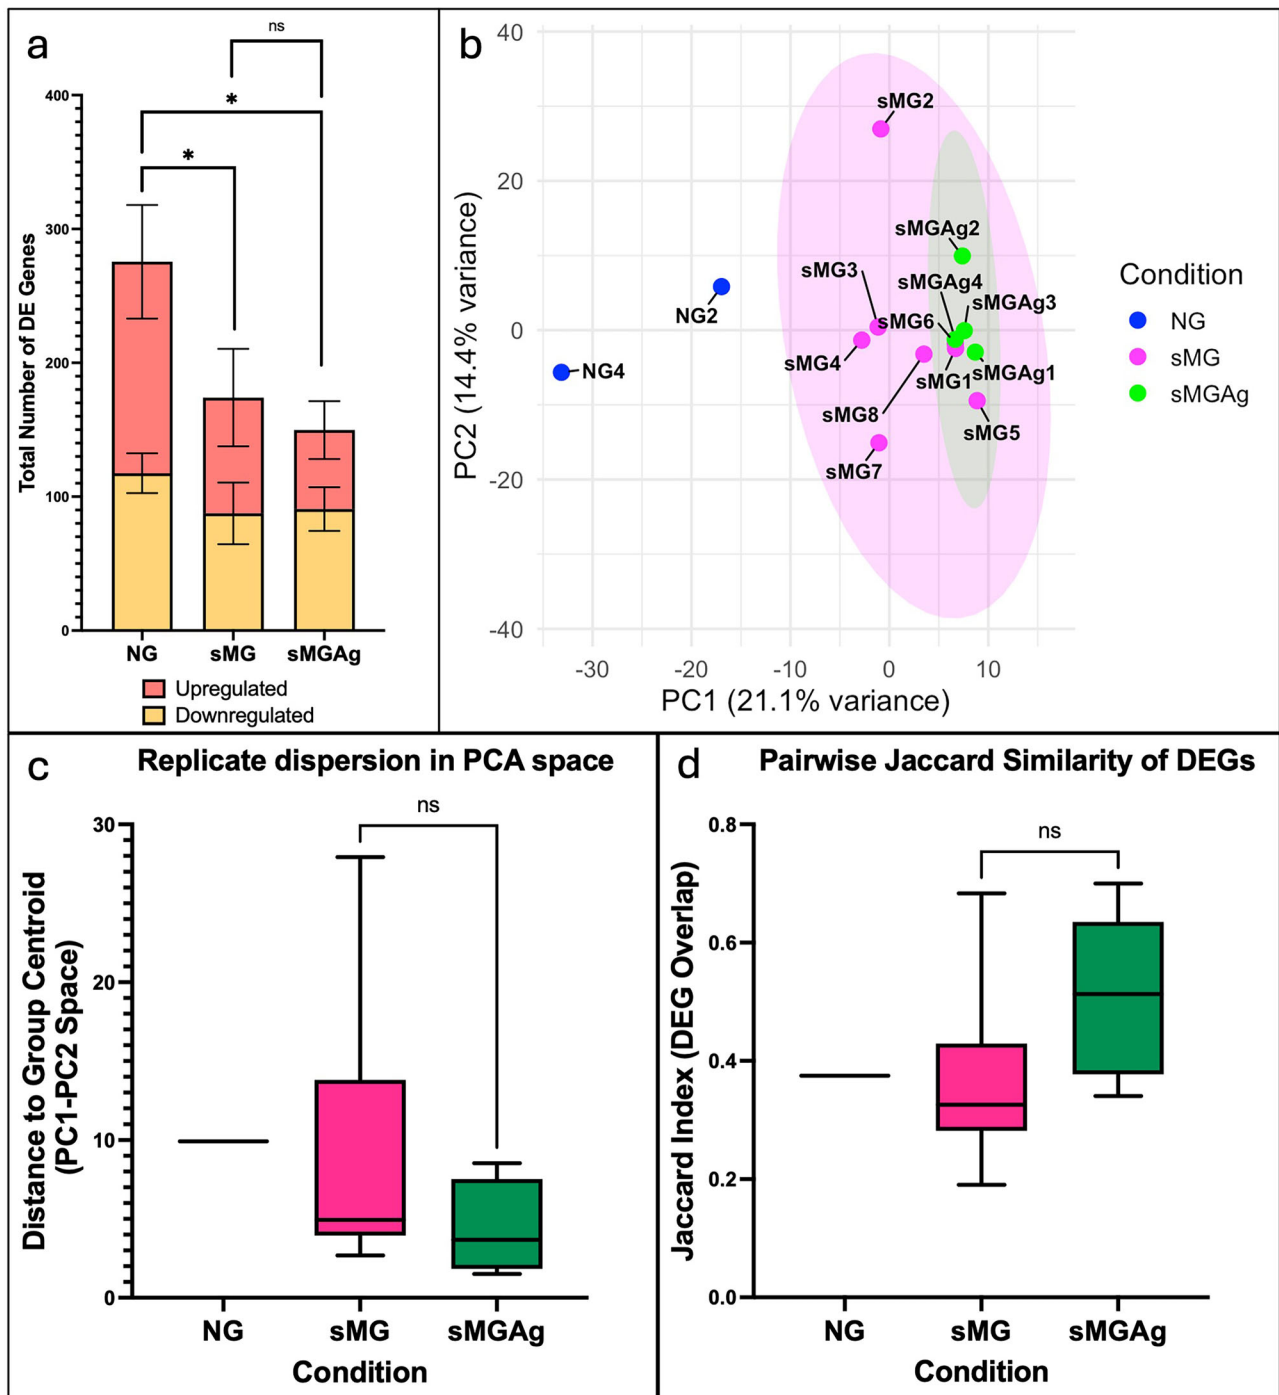 a
ns
*
*
Total Number of DE Genes
400
300
200
100
0
NG sMG sMGAg
Upregulated
Downregulated
b
PC2 (14.4% variance)
40
20
0
-20
-40
sMG2
sMGAg2
sMG3
sMGAg4
sMGAg3
NG2
sMG6
sMG4
NG4
sMG1
sMGAg1
sMG8
sMG5
sMG7
-30 -20 -10 0 10
PC1 (21.1% variance)
Condition
NG
sMG
sMGAg
c
Replicate dispersion in PCA space
ns
Distance to Group Centroid
(PC1-PC2 Space)
30
20
10
0
NG sMG sMGAg
Condition
d
Pairwise Jaccard Similarity of DEGs
ns
Jaccard Index (DEG Overlap)
0.8
0.6
0.4
0.2
0.0
NG sMG sMGAg
Condition